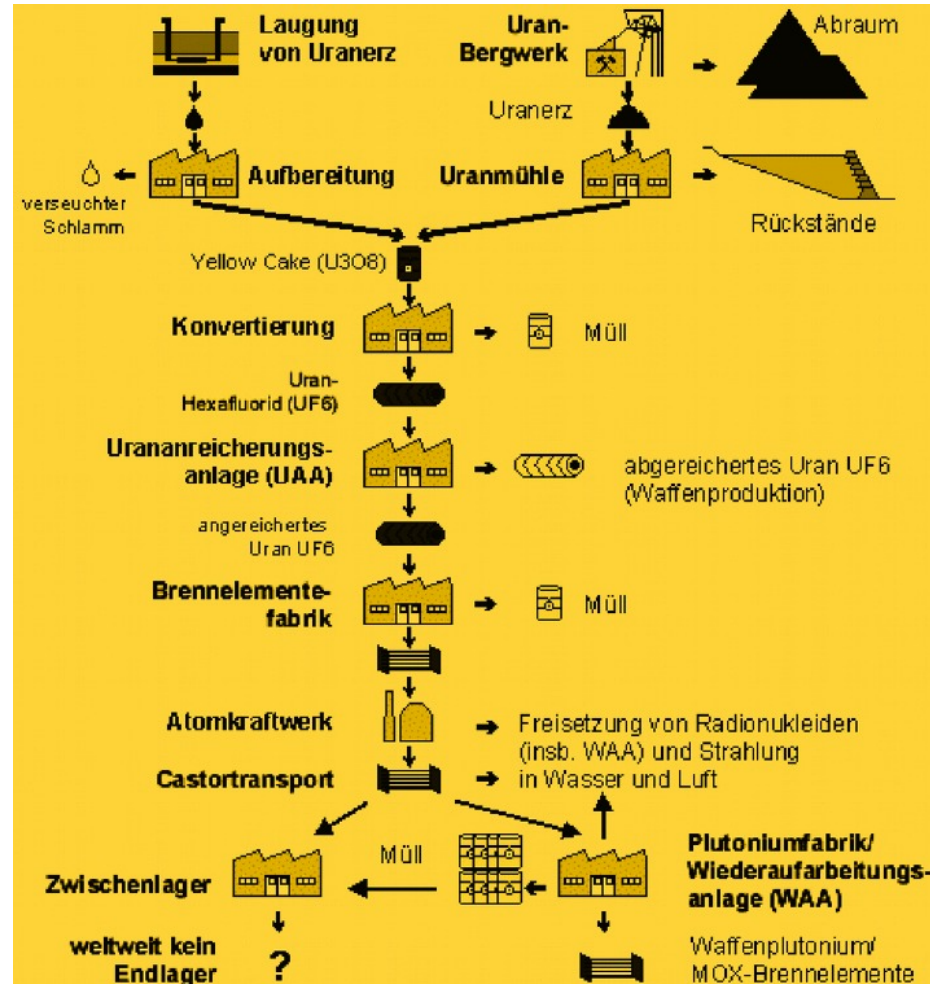 Laugung
von Uranerz
Uran-
Bergwerk
Abraum
Uranerz
Aufbereitung
Uranmühle
verseuchter
Schlamm
Rückstände
Yellow Cake (U3O8)
Konvertierung
Müll
Uran-
Hexafluorid (UF6)
Urananreicherungs-
anlage (UAA)
abgereichertes Uran UF6
(Waffenproduktion)
angereichertes
Uran UF6
Brennelemente-
fabrik
Müll
Atomkraftwerk
Freisetzung von Radionukleiden
(insb. WAA) und Strahlung
in Wasser und Luft
Castortransport
Müll
Zwischenlager
Plutoniumfabrik/
Wiederaufarbeitungs-
anlage (WAA)
weltweit kein
Endlager
?
Waffenplutonium/
MOX-Brennelemente